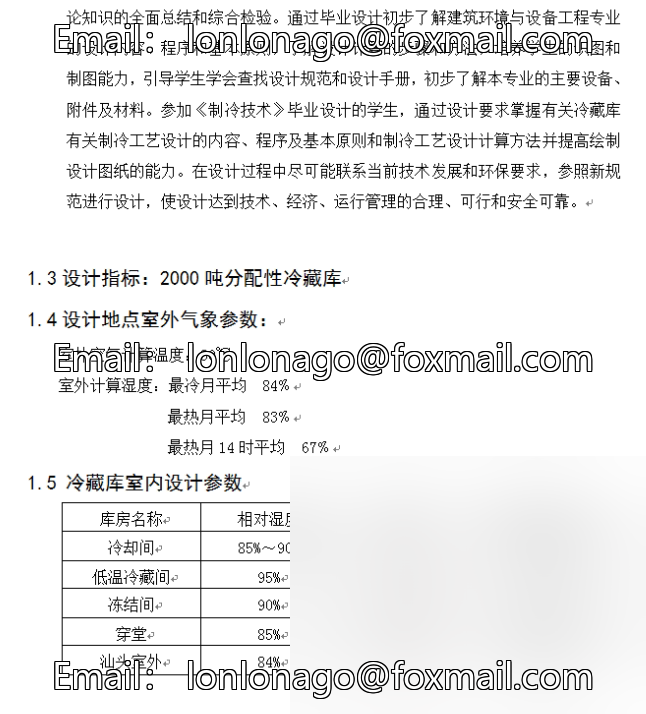 论知识的全面总结和综合检验。通过毕业设计初步了解建筑环境与设备工程专业
Email: lonlonago@foxmail.com
制图能力，引导学生学会查找设计规范和设计手册，初步了解本专业的主要设备、
附件及材料。参加《制冷技术》毕业设计的学生，通过设计要求掌握有关冷藏库
有关制冷工艺设计的内容、程序及基本原则和制冷工艺设计计算方法并提高绘制
设计图纸的能力。在设计过程中尽可能联系当前技术发展和环保要求，参照新规
范进行设计，使设计达到技术、经济、运行管理的合理、可行和安全可靠。
1.3 设计指标：2000 吨分配性冷藏库
1.4 设计地点室外气象参数：
Email: lonlonago@foxmail.com
室外计算湿度：最冷月平均 84%
最热月平均 83%
最热月 14 时平均 67%
1.5 冷藏库室内设计参数
库房名称 相对湿
冷却间 85%～90
低温冷藏间 95%
冻结间 90%
穿堂 85%
汕头室外 84%
Email: lonlonago@foxmail.com